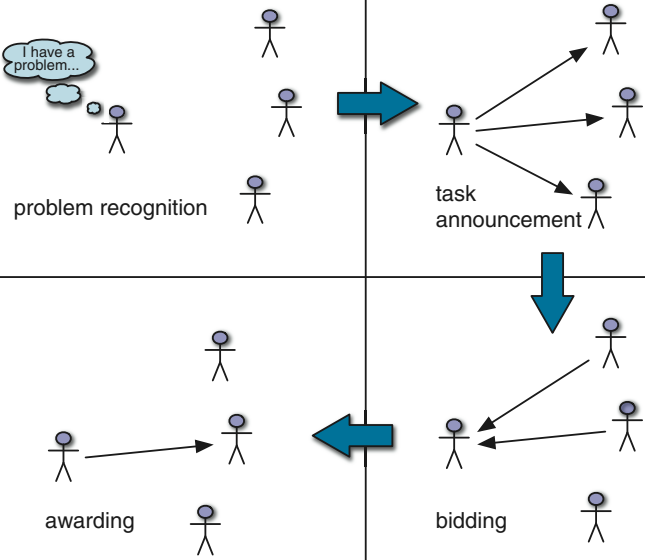 I have a
problem...
problem recognition
task
announcement
awarding
bidding